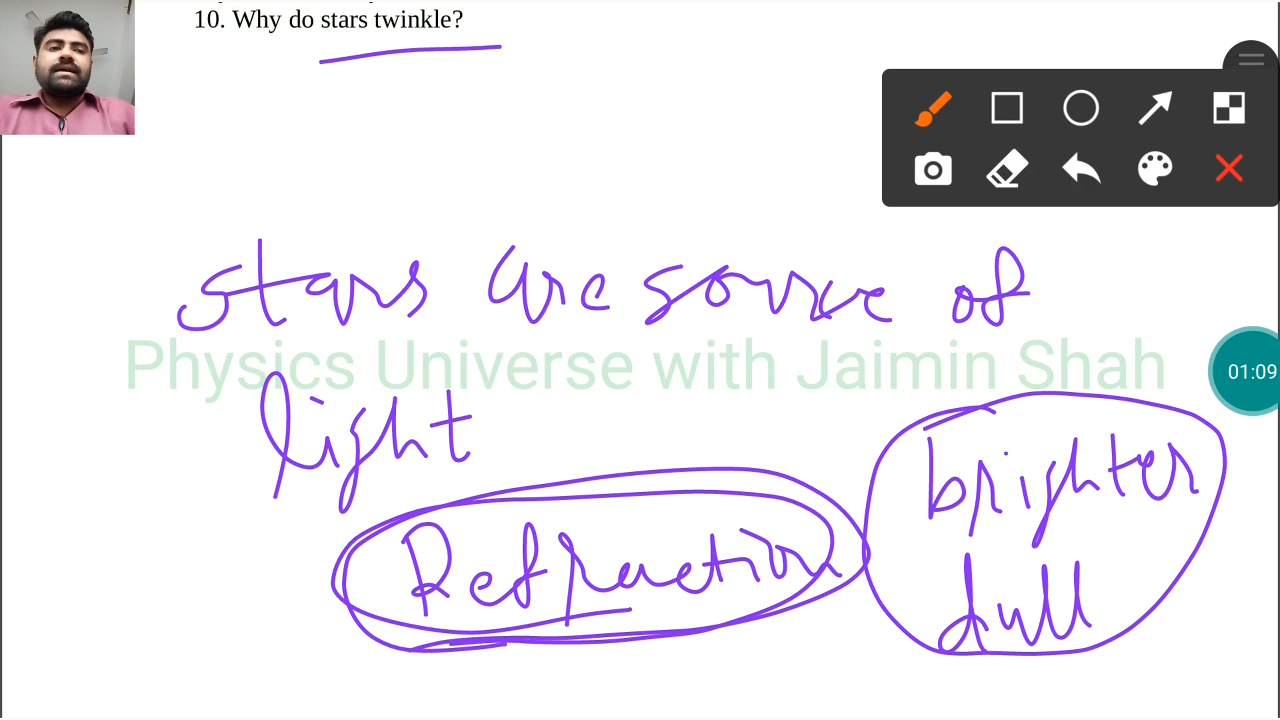 10. Why do stars twinkle?
stars are source of
Physics Universe with Jaimin Shah
01:09
light
brighter
Refraction
dull